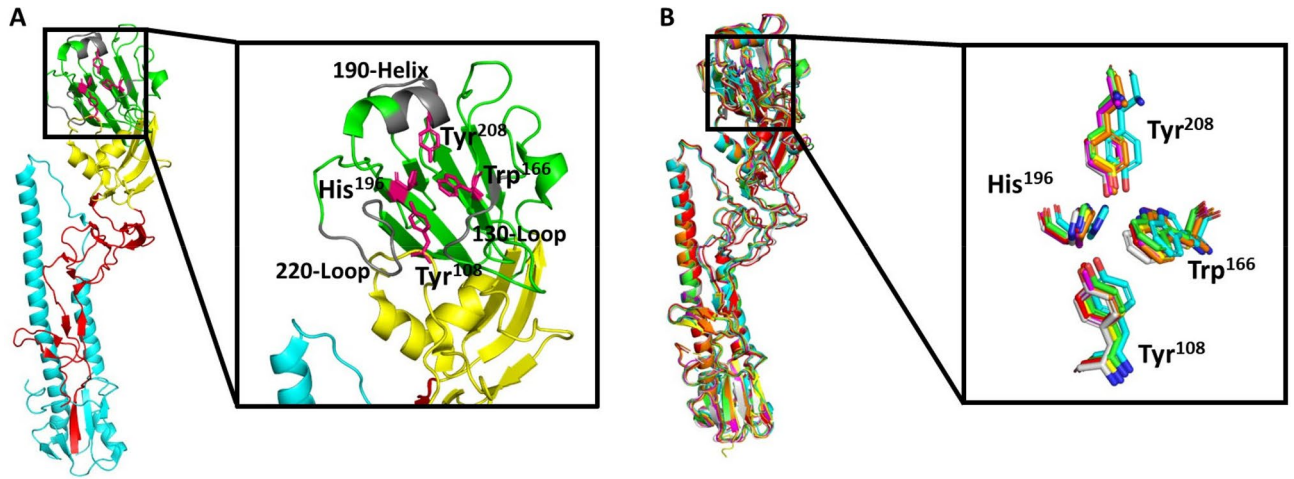 A
B
190-Helix
Tyr208
His196
Trp166
130-Loop
220-Loop
Tyr108
Tyr208
His196
Trp166
Tyr108